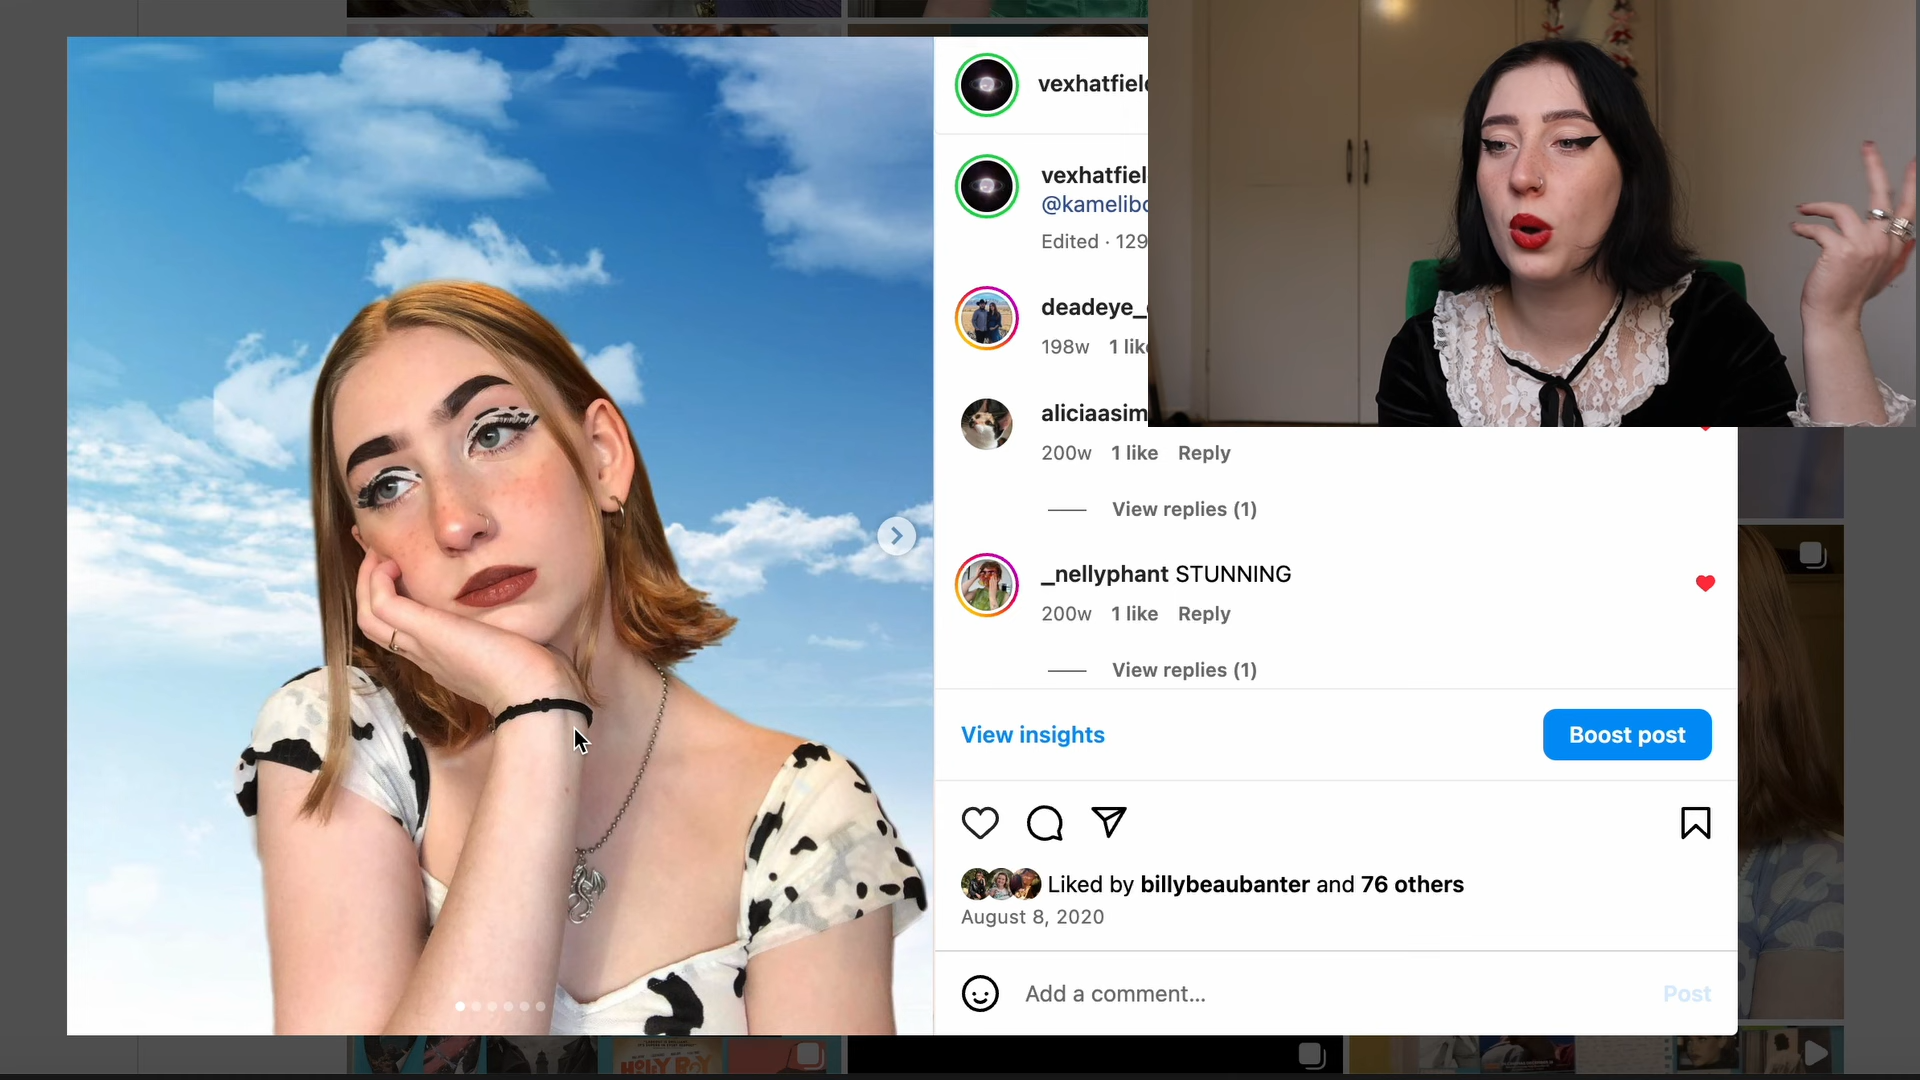 vexhatfiel
vexhatfiel
@kamelib
Edited · 129
deadeye_
198w 1 lik
aliciaasim
200w 1 like Reply
View replies (1)
_nellyphant STUNNING
200w 1 like Reply
View replies (1)
View insights
Boost post
Liked by billybeaubanter and 76 others
August 8, 2020
Add a comment...
Post
HOLY BOY